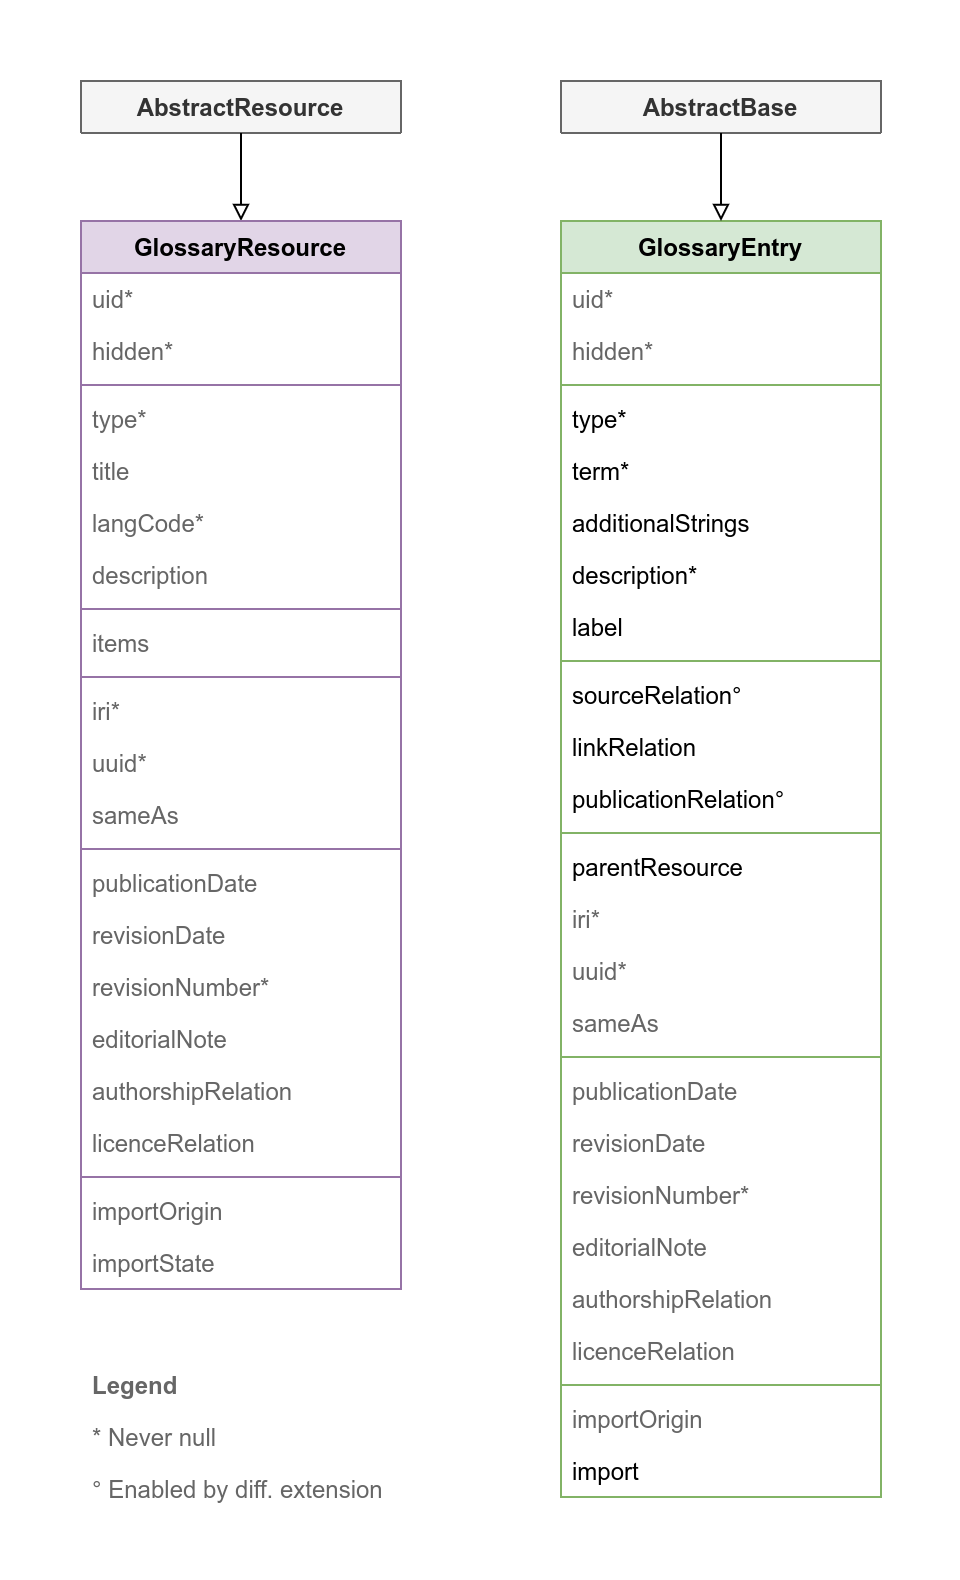 AbstractResource
GlossaryResource
uid*
hidden*
type*
title
langCode*
description
items
iri*
uuid*
sameAs
publicationDate
revisionDate
revisionNumber*
editorialNote
authorshipRelation
licenceRelation
importOrigin
importState
Legend
* Never null
° Enabled by diff. extension
AbstractBase
GlossaryEntry
uid*
hidden*
type*
term*
additionalStrings
description*
label
sourceRelation°
linkRelation
publicationRelation°
parentResource
iri*
uuid*
sameAs
publicationDate
revisionDate
revisionNumber*
editorialNote
authorshipRelation
licenceRelation
importOrigin
import